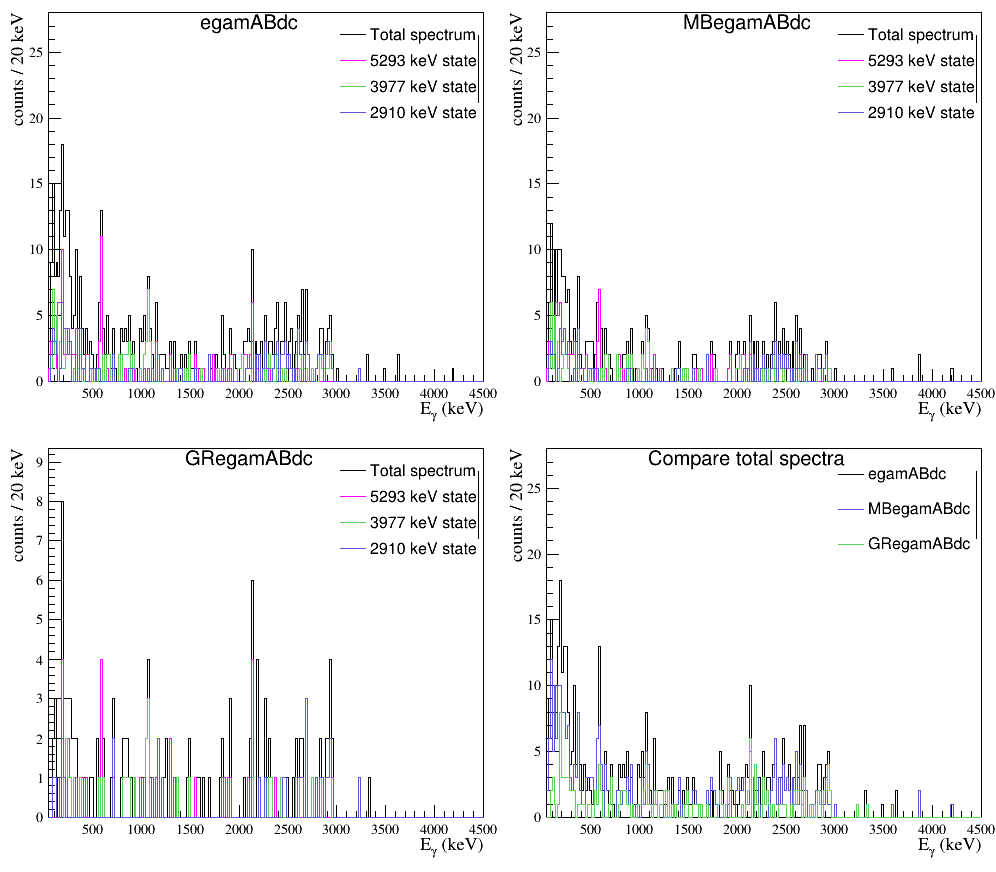 egamABdc
counts / 20 keV
Total spectrum
5293 keV state
3977 keV state
2910 keV state
25
20
15
10
5
0
500 1000 1500 2000 2500 3000 3500 4000 4500
Eγ (keV)
MBegamABdc
counts / 20 keV
Total spectrum
5293 keV state
3977 keV state
2910 keV state
25
20
15
10
5
0
500 1000 1500 2000 2500 3000 3500 4000 4500
Eγ (keV)
GRegamABdc
counts / 20 keV
Total spectrum
5293 keV state
3977 keV state
2910 keV state
9
8
7
6
5
4
3
2
1
0
500 1000 1500 2000 2500 3000 3500 4000 4500
Eγ (keV)
Compare total spectra
counts / 20 keV
egamABdc
MBegamABdc
GRegamABdc
25
20
15
10
5
0
500 1000 1500 2000 2500 3000 3500 4000 4500
Eγ (keV)